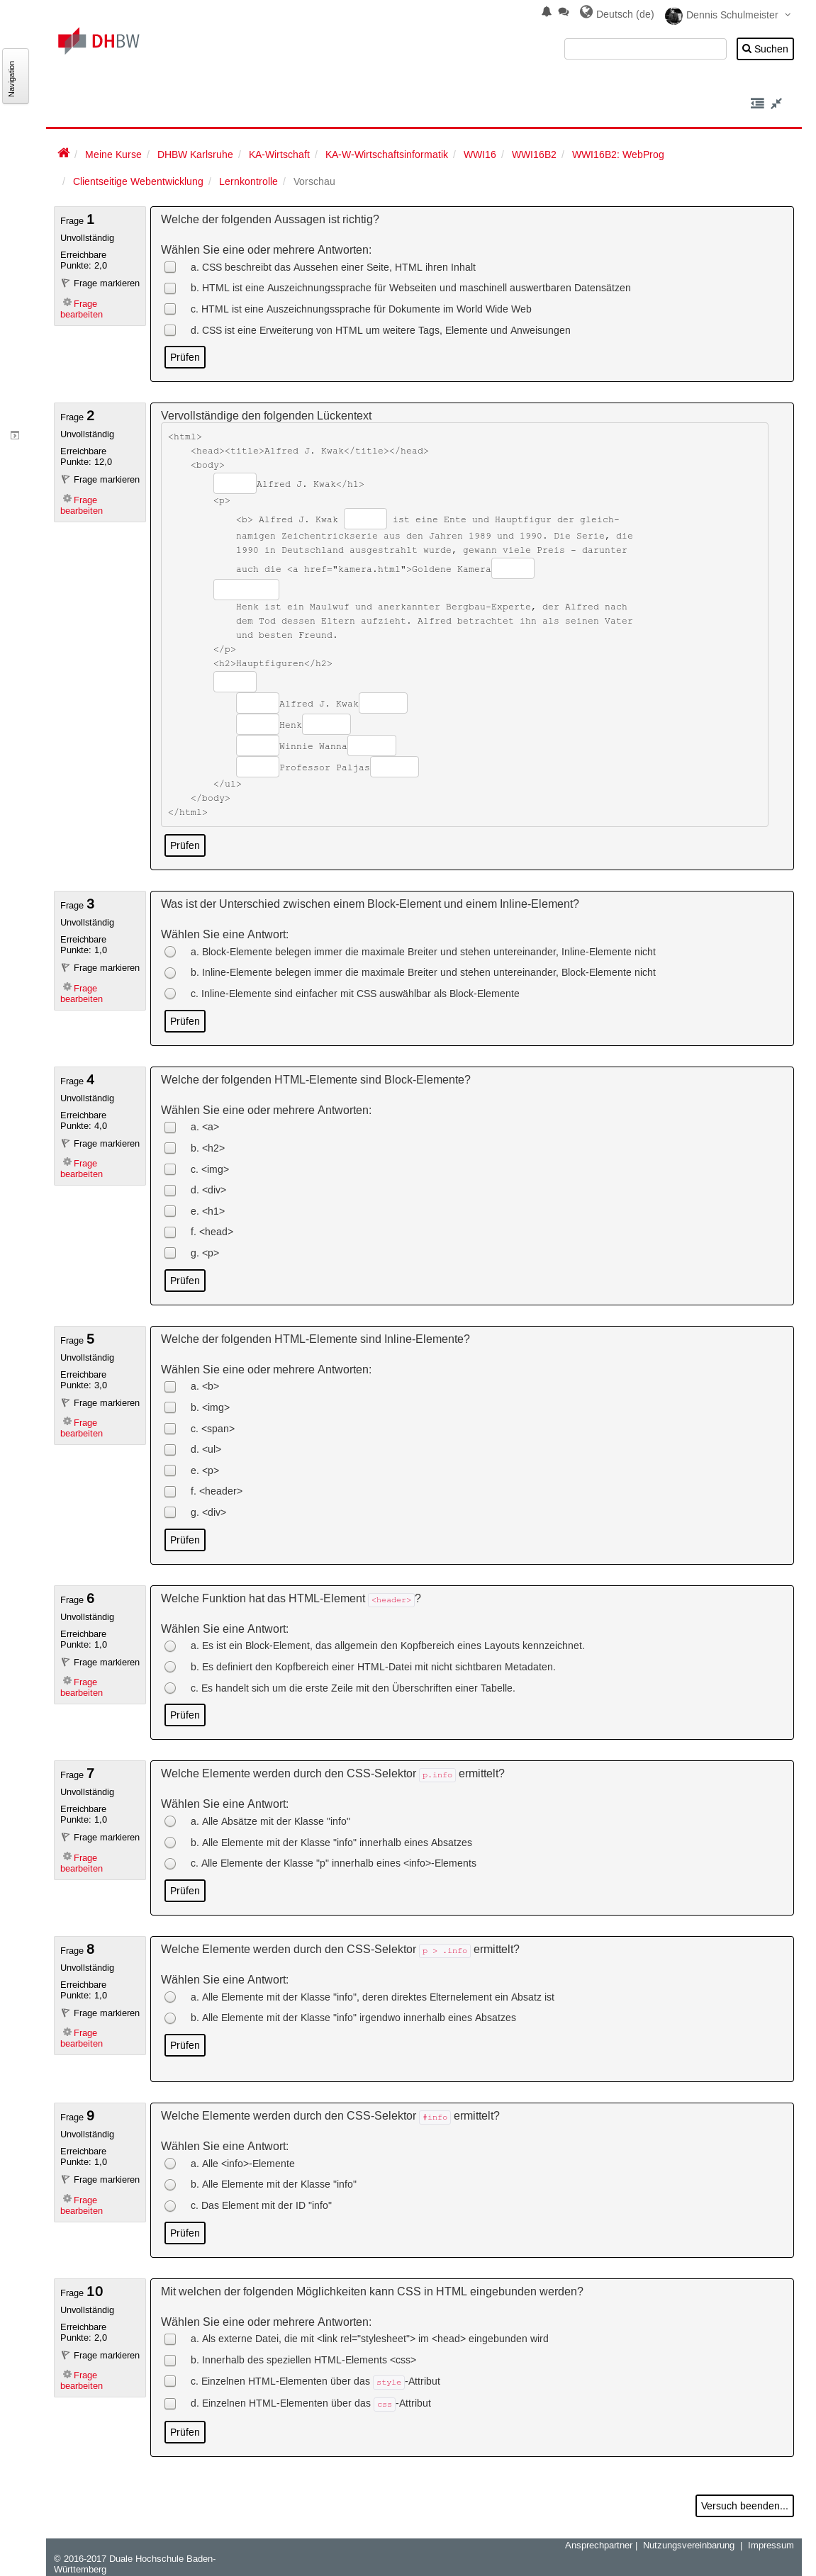 Deutsch (de) Dennis Schulmeister
DHBW
Suchen
Navigation
Meine Kurse / DHBW Karlsruhe / KA-Wirtschaft / KA-W-Wirtschaftsinformatik / WWI16 / WWI16B2 / WWI16B2: WebProg
/ Clientseitige Webentwicklung / Lernkontrolle / Vorschau
Frage 1
Unvollständig
Erreichbare
Punkte: 2,0
Frage markieren
Frage
bearbeiten
Welche der folgenden Aussagen ist richtig?
Wählen Sie eine oder mehrere Antworten:
a. CSS beschreibt das Aussehen einer Seite, HTML ihren Inhalt
b. HTML ist eine Auszeichnungssprache für Webseiten und maschinell auswertbaren Datensätzen
c. HTML ist eine Auszeichnungssprache für Dokumente im World Wide Web
d. CSS ist eine Erweiterung von HTML um weitere Tags, Elemente und Anweisungen
Prüfen
Frage 2
Unvollständig
Erreichbare
Punkte: 12,0
Frage markieren
Frage
bearbeiten
Vervollständige den folgenden Lückentext
<html>
<head><title>Alfred J. Kwak</title></head>
<body>
Alfred J. Kwak</h1>
<p>
<b> Alfred J. Kwak ist eine Ente und Hauptfigur der gleich-
namigen Zeichentrickserie aus den Jahren 1989 und 1990. Die Serie, die
1990 in Deutschland ausgestrahlt wurde, gewann viele Preis - darunter
auch die <a href="kamera.html">Goldene Kamera
Henk ist ein Maulwuf und anerkannter Bergbau-Experte, der Alfred nach
dem Tod dessen Eltern aufzieht. Alfred betrachtet ihn als seinen Vater
und besten Freund.
</p>
<h2>Hauptfiguren</h2>
Alfred J. Kwak
Henk
Winnie Wanna
Professor Paljas
</ul>
</body>
</html>
Prüfen
Frage 3
Unvollständig
Erreichbare
Punkte: 1,0
Frage markieren
Frage
bearbeiten
Was ist der Unterschied zwischen einem Block-Element und einem Inline-Element?
Wählen Sie eine Antwort:
a. Block-Elemente belegen immer die maximale Breiter und stehen untereinander, Inline-Elemente nicht
b. Inline-Elemente belegen immer die maximale Breiter und stehen untereinander, Block-Elemente nicht
c. Inline-Elemente sind einfacher mit CSS auswählbar als Block-Elemente
Prüfen
Frage 4
Unvollständig
Erreichbare
Punkte: 4,0
Frage markieren
Frage
bearbeiten
Welche der folgenden HTML-Elemente sind Block-Elemente?
Wählen Sie eine oder mehrere Antworten:
a. <a>
b. <h2>
c. <img>
d. <div>
e. <h1>
f. <head>
g. <p>
Prüfen
Frage 5
Unvollständig
Erreichbare
Punkte: 3,0
Frage markieren
Frage
bearbeiten
Welche der folgenden HTML-Elemente sind Inline-Elemente?
Wählen Sie eine oder mehrere Antworten:
a. <b>
b. <img>
c. <span>
d. <ul>
e. <p>
f. <header>
g. <div>
Prüfen
Frage 6
Unvollständig
Erreichbare
Punkte: 1,0
Frage markieren
Frage
bearbeiten
Welche Funktion hat das HTML-Element <header>?
Wählen Sie eine Antwort:
a. Es ist ein Block-Element, das allgemein den Kopfbereich eines Layouts kennzeichnet.
b. Es definiert den Kopfbereich einer HTML-Datei mit nicht sichtbaren Metadaten.
c. Es handelt sich um die erste Zeile mit den Überschriften einer Tabelle.
Prüfen
Frage 7
Unvollständig
Erreichbare
Punkte: 1,0
Frage markieren
Frage
bearbeiten
Welche Elemente werden durch den CSS-Selektor p.info ermittelt?
Wählen Sie eine Antwort:
a. Alle Absätze mit der Klasse "info"
b. Alle Elemente mit der Klasse "info" innerhalb eines Absatzes
c. Alle Elemente der Klasse "p" innerhalb eines <info>-Elements
Prüfen
Frage 8
Unvollständig
Erreichbare
Punkte: 1,0
Frage markieren
Frage
bearbeiten
Welche Elemente werden durch den CSS-Selektor p > .info ermittelt?
Wählen Sie eine Antwort:
a. Alle Elemente mit der Klasse "info", deren direktes Elternelement ein Absatz ist
b. Alle Elemente mit der Klasse "info" irgendwo innerhalb eines Absatzes
Prüfen
Frage 9
Unvollständig
Erreichbare
Punkte: 1,0
Frage markieren
Frage
bearbeiten
Welche Elemente werden durch den CSS-Selektor #info ermittelt?
Wählen Sie eine Antwort:
a. Alle <info>-Elemente
b. Alle Elemente mit der Klasse "info"
c. Das Element mit der ID "info"
Prüfen
Frage 10
Unvollständig
Erreichbare
Punkte: 2,0
Frage markieren
Frage
bearbeiten
Mit welchen der folgenden Möglichkeiten kann CSS in HTML eingebunden werden?
Wählen Sie eine oder mehrere Antworten:
a. Als externe Datei, die mit <link rel="stylesheet"> im <head> eingebunden wird
b. Innerhalb des speziellen HTML-Elements <css>
c. Einzelnen HTML-Elementen über das style-Attribut
d. Einzelnen HTML-Elementen über das css-Attribut
Prüfen
Versuch beenden...
Ansprechpartner | Nutzungsvereinbarung | Impressum
© 2016-2017 Duale Hochschule Baden-
Württemberg